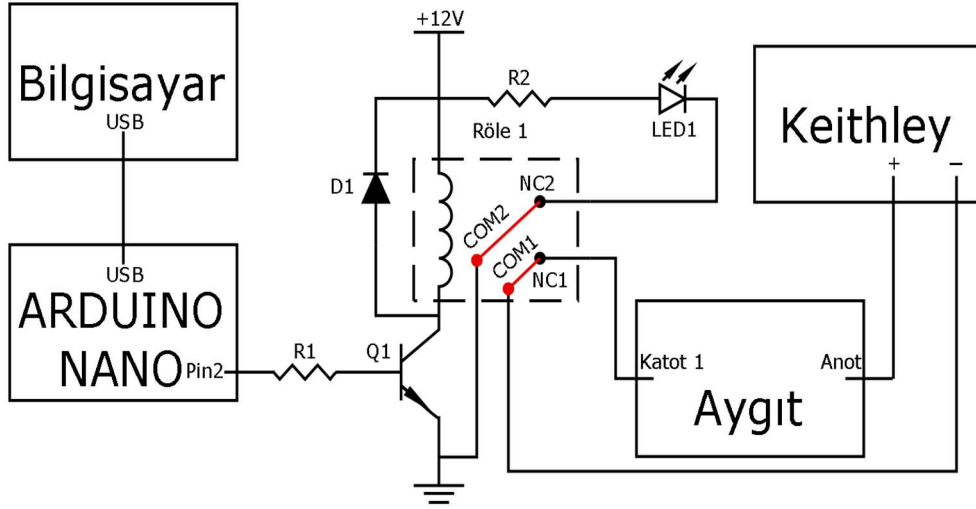 +12V
Bilgisayar
USB
R2
LED1
Röle 1
Keithley
+
−
D1
NC2
COM2
COM1
NC1
USB
ARDUINO
NANO
Pin2
R1
Q1
Katot 1
Anot
Aygıt